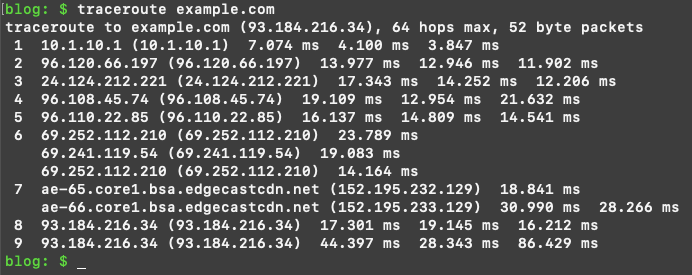 blog: $ traceroute example.com
traceroute to example.com (93.184.216.34), 64 hops max, 52 byte packets
1 10.1.10.1 (10.1.10.1) 7.074 ms 4.100 ms 3.847 ms
2 96.120.66.197 (96.120.66.197) 13.977 ms 12.946 ms 11.902 ms
3 24.124.212.221 (24.124.212.221) 17.343 ms 14.252 ms 12.206 ms
4 96.108.45.74 (96.108.45.74) 19.109 ms 12.954 ms 21.632 ms
5 96.110.22.85 (96.110.22.85) 16.137 ms 14.809 ms 14.541 ms
6 69.252.112.210 (69.252.112.210) 23.789 ms
69.241.119.54 (69.241.119.54) 19.083 ms
69.252.112.210 (69.252.112.210) 14.164 ms
7 ae-65.core1.bsa.edgecastcdn.net (152.195.232.129) 18.841 ms
ae-66.core1.bsa.edgecastcdn.net (152.195.233.129) 30.990 ms 28.266 ms
8 93.184.216.34 (93.184.216.34) 17.301 ms 19.145 ms 16.212 ms
9 93.184.216.34 (93.184.216.34) 44.397 ms 28.343 ms 86.429 ms
blog: $ _